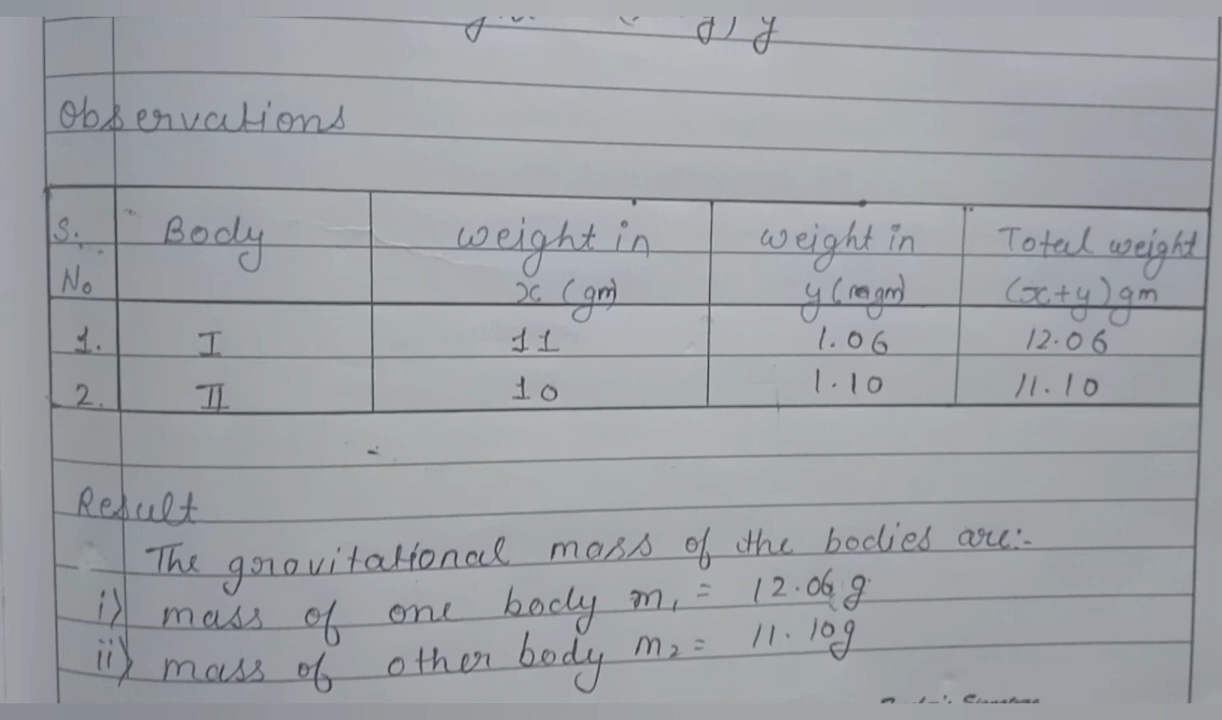 Observations
S. No | Body | weight in x (gm) | weight in y (mgm) | Total weight (x+y) gm
1. | I | 11 | 1.06 | 12.06
2. | II | 10 | 1.10 | 11.10
Result
The gravitational mass of the bodies are:-
i) mass of one body m₁ = 12.06 g
ii) mass of other body m₂ = 11.10g